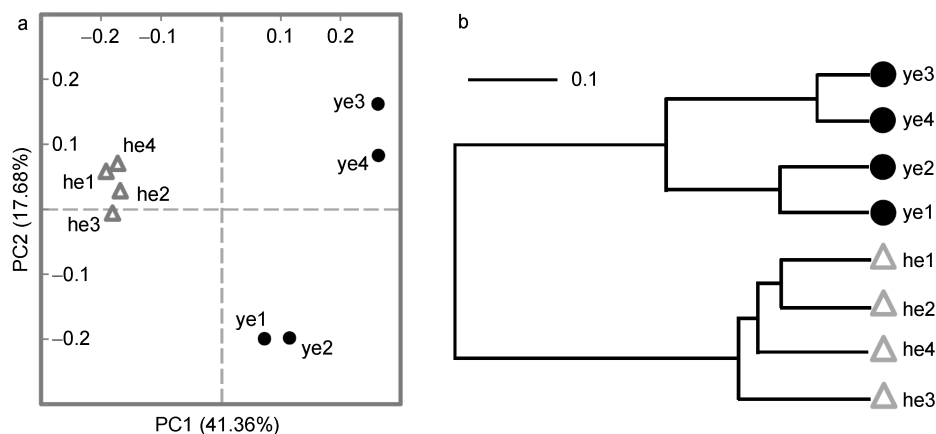 a
−0.2 −0.1 0.1 0.2
0.2
0.1
−0.1
−0.2
PC2 (17.68%)
PC1 (41.36%)
ye3
ye4
he4
he1
he2
he3
ye1
ye2
b
0.1
ye3
ye4
ye2
ye1
he1
he2
he4
he3